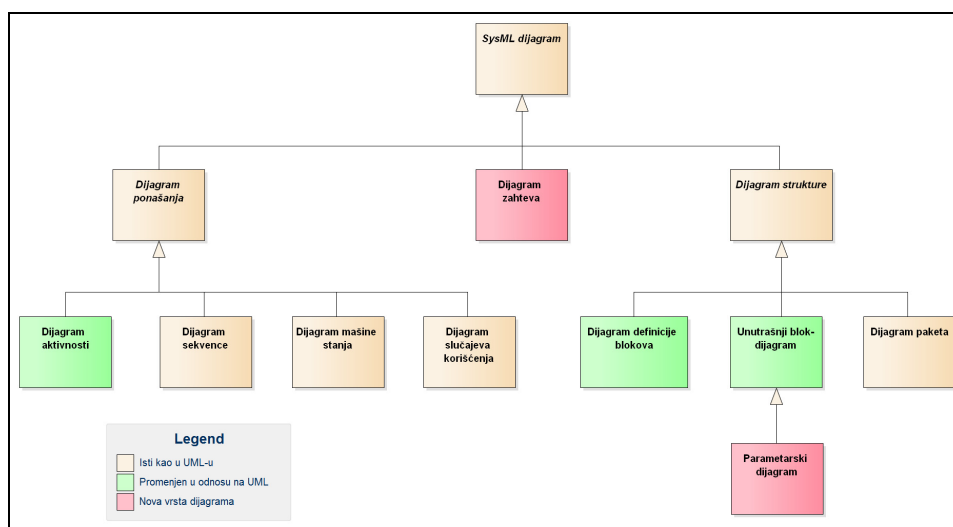 SysML dijagram
Dijagram
ponašanja
Dijagram
zahteva
Dijagram strukture
Dijagram
aktivnosti
Dijagram
sekvence
Dijagram mašine
stanja
Dijagram
slučajeva
korišćenja
Dijagram definicije
blokova
Unutrašnji blok-
dijagram
Dijagram paketa
Parametarski
dijagram
Legend
Isti kao u UML-u
Promenjen u odnosu na UML
Nova vrsta dijagrama